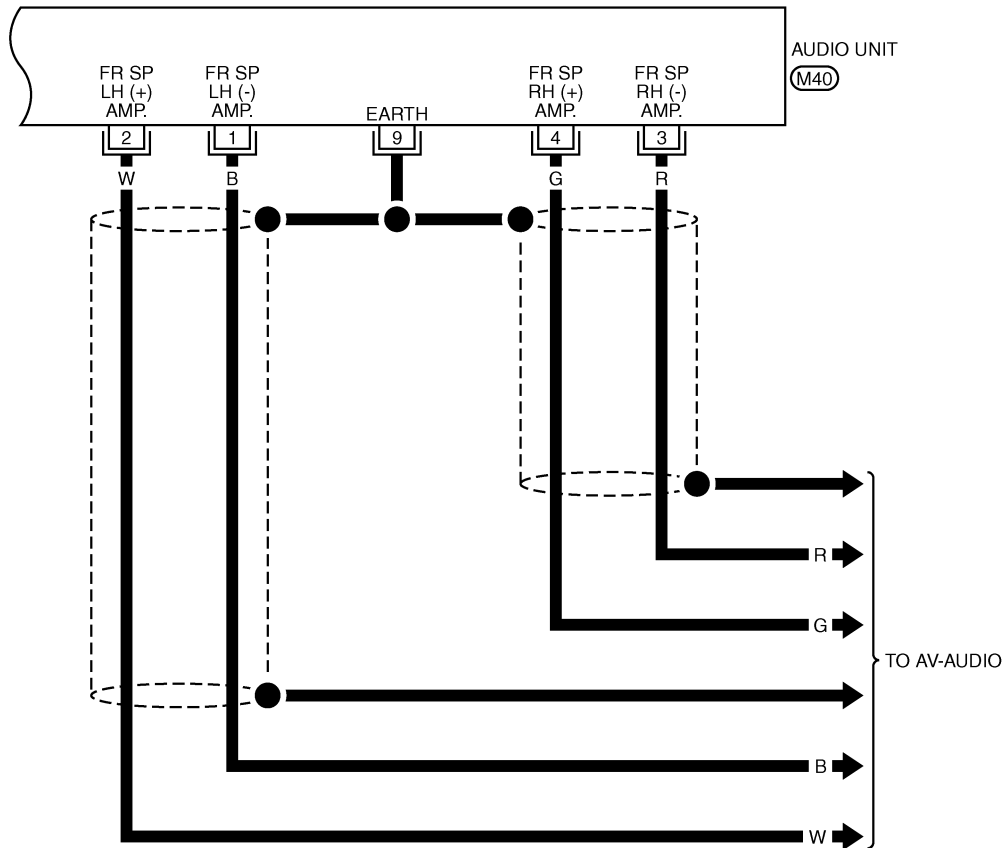 AUDIO UNIT
M40
FR SP
LH (+)
AMP.
FR SP
LH (-)
AMP.
EARTH
FR SP
RH (+)
AMP.
FR SP
RH (-)
AMP.
2
1
9
4
3
W
B
G
R
R
G
TO AV-AUDIO
B
W